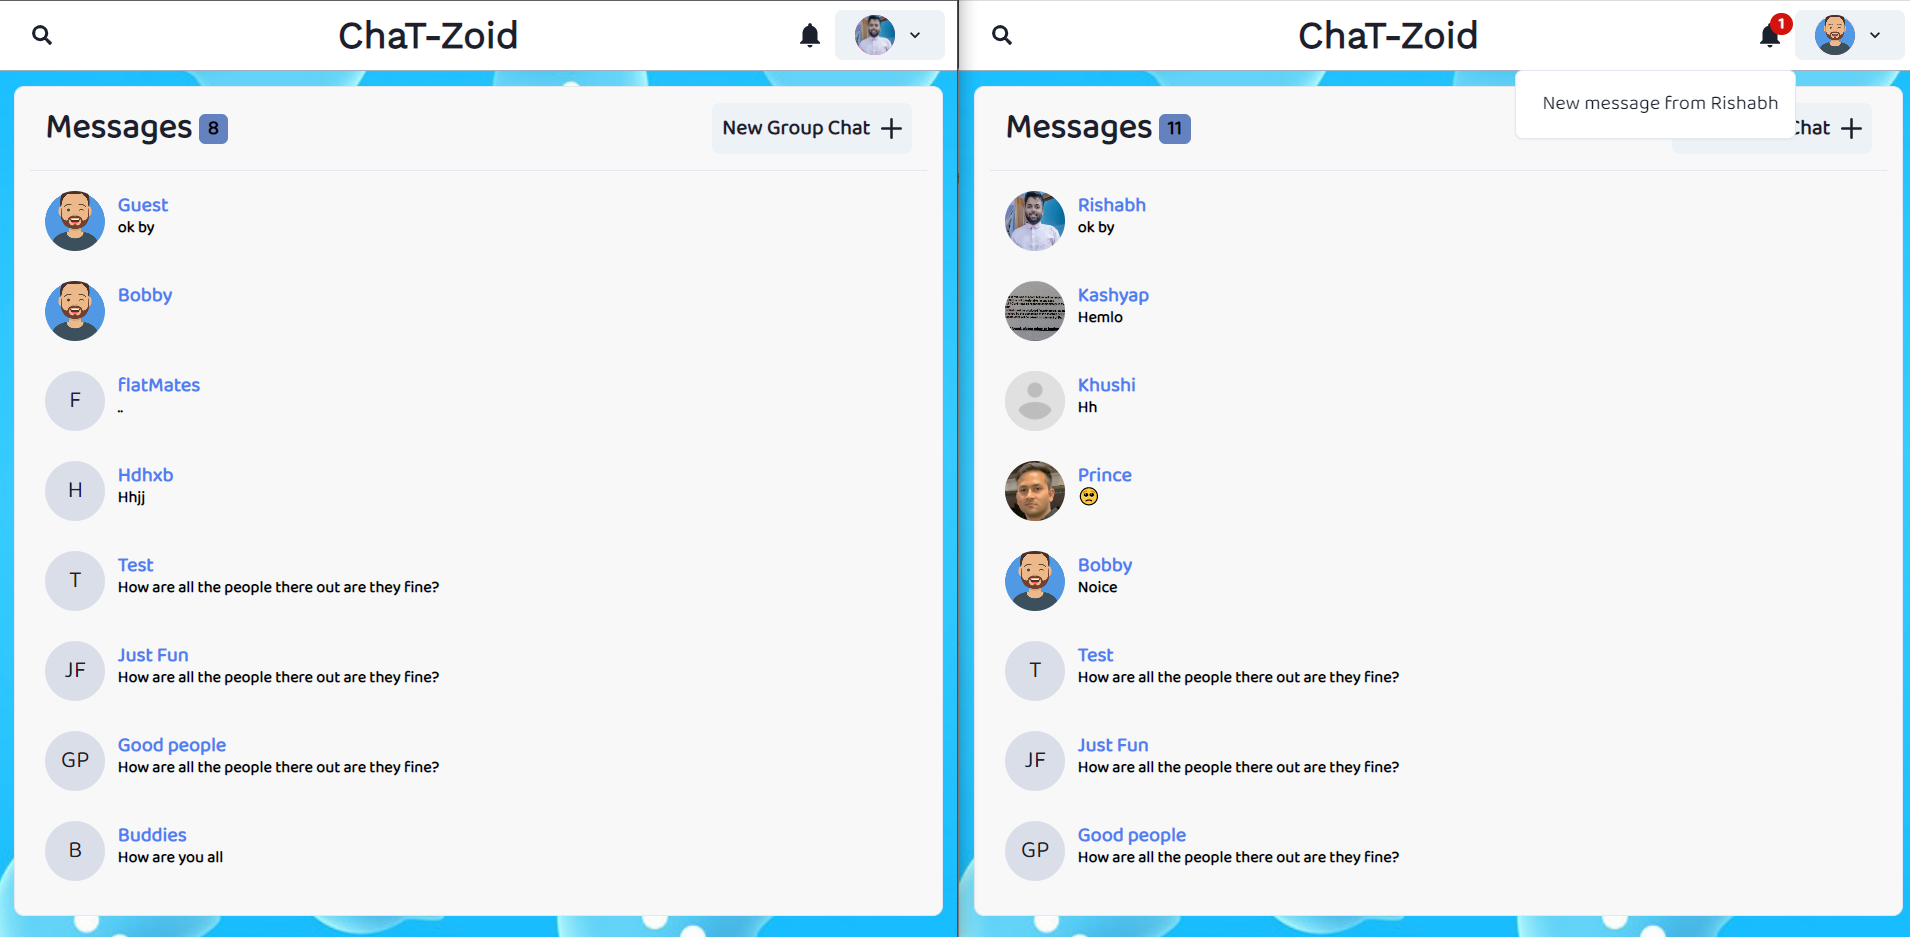 ChaT-Zoid
Messages 8
New Group Chat
Guest
ok by
Bobby
F
flatMates
..
H
Hdhxb
Hhjj
T
Test
How are all the people there out are they fine?
JF
Just Fun
How are all the people there out are they fine?
GP
Good people
How are all the people there out are they fine?
B
Buddies
How are you all
ChaT-Zoid
1
New message from Rishabh
Messages 11
Chat
Rishabh
ok by
Kashyap
Hemlo
Khushi
Hh
Prince
🥺
Bobby
Noice
T
Test
How are all the people there out are they fine?
JF
Just Fun
How are all the people there out are they fine?
GP
Good people
How are all the people there out are they fine?